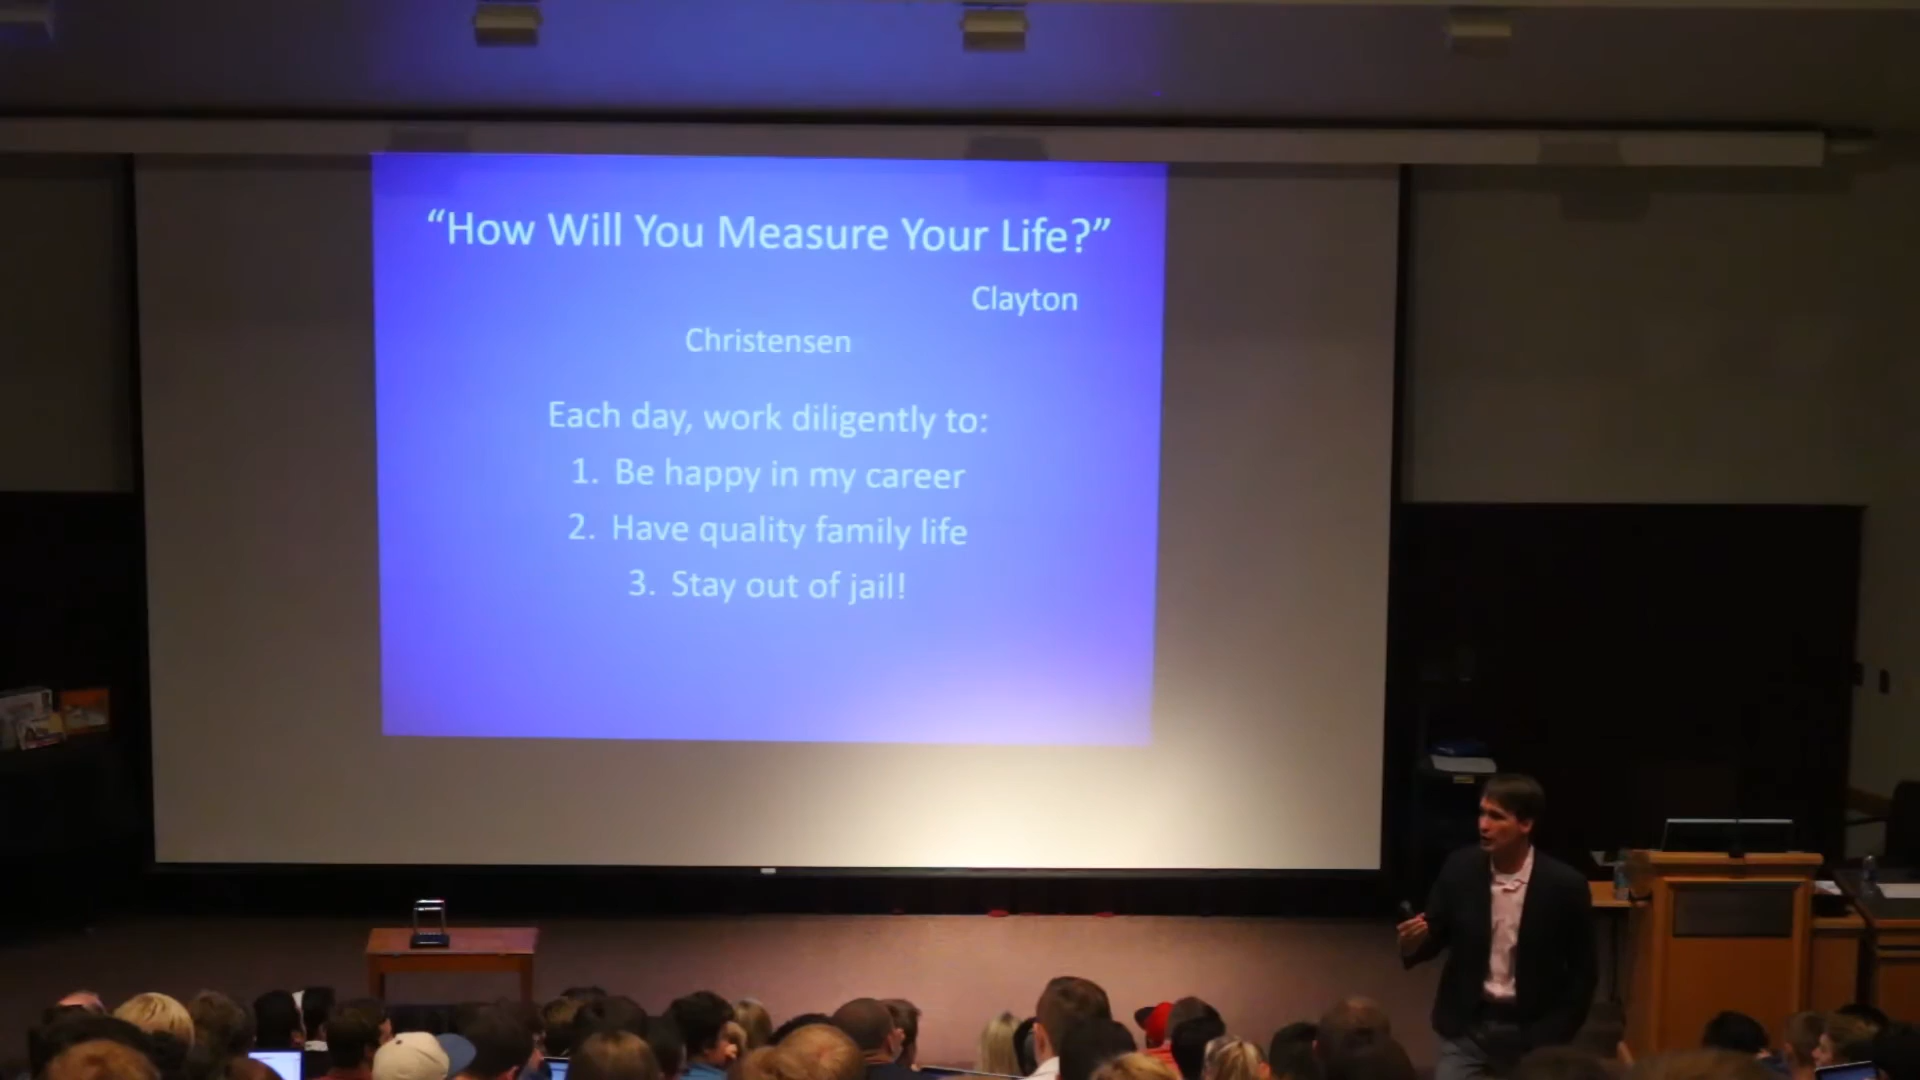 “How Will You Measure Your Life?”
Clayton
Christensen
Each day, work diligently to:
1. Be happy in my career
2. Have quality family life
3. Stay out of jail!